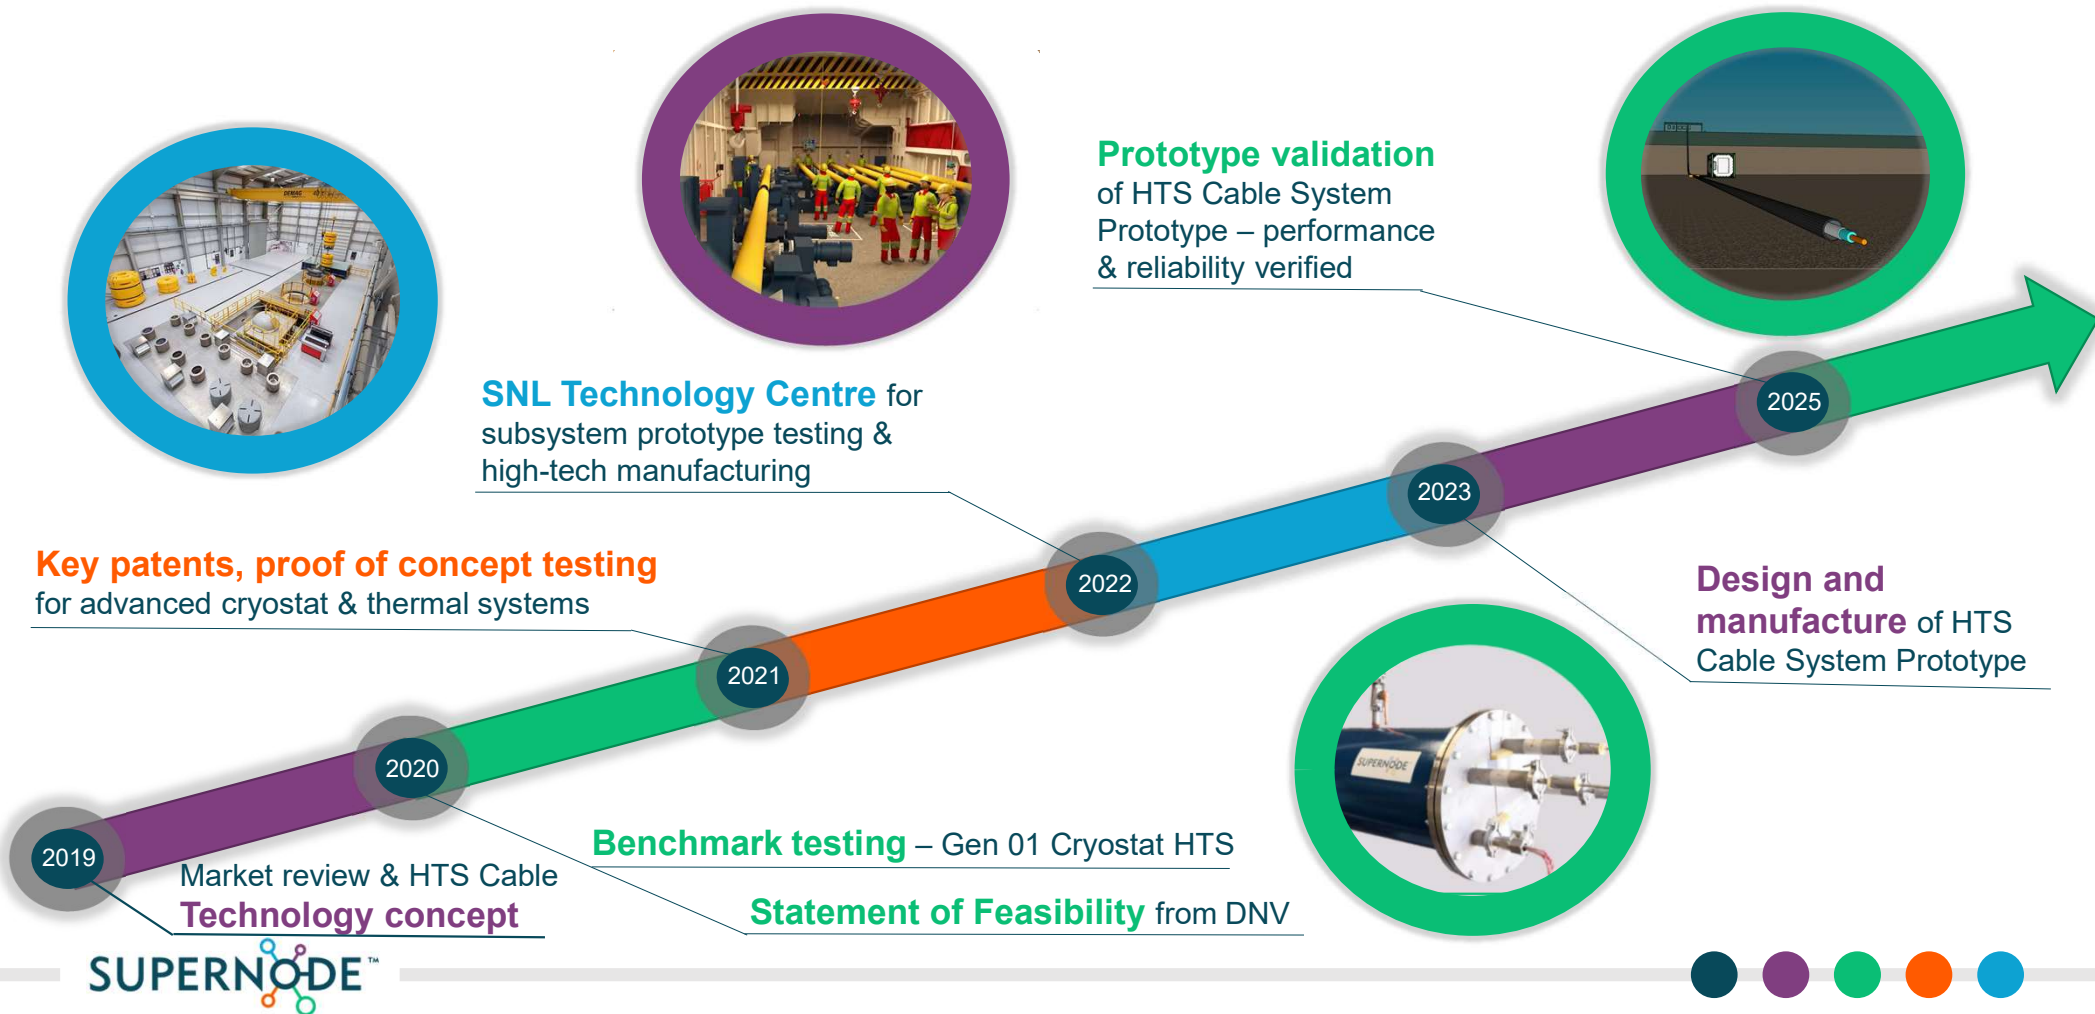 DEMAG
Prototype validation
of HTS Cable System
Prototype – performance
& reliability verified
SNL Technology Centre for
subsystem prototype testing &
high-tech manufacturing
2025
2023
2022
Key patents, proof of concept testing
for advanced cryostat & thermal systems
Design and
manufacture of HTS
Cable System Prototype
2021
2020
SUPERNODE
2019
Benchmark testing – Gen 01 Cryostat HTS
Market review & HTS Cable
Technology concept
Statement of Feasibility from DNV
SUPERNODE™